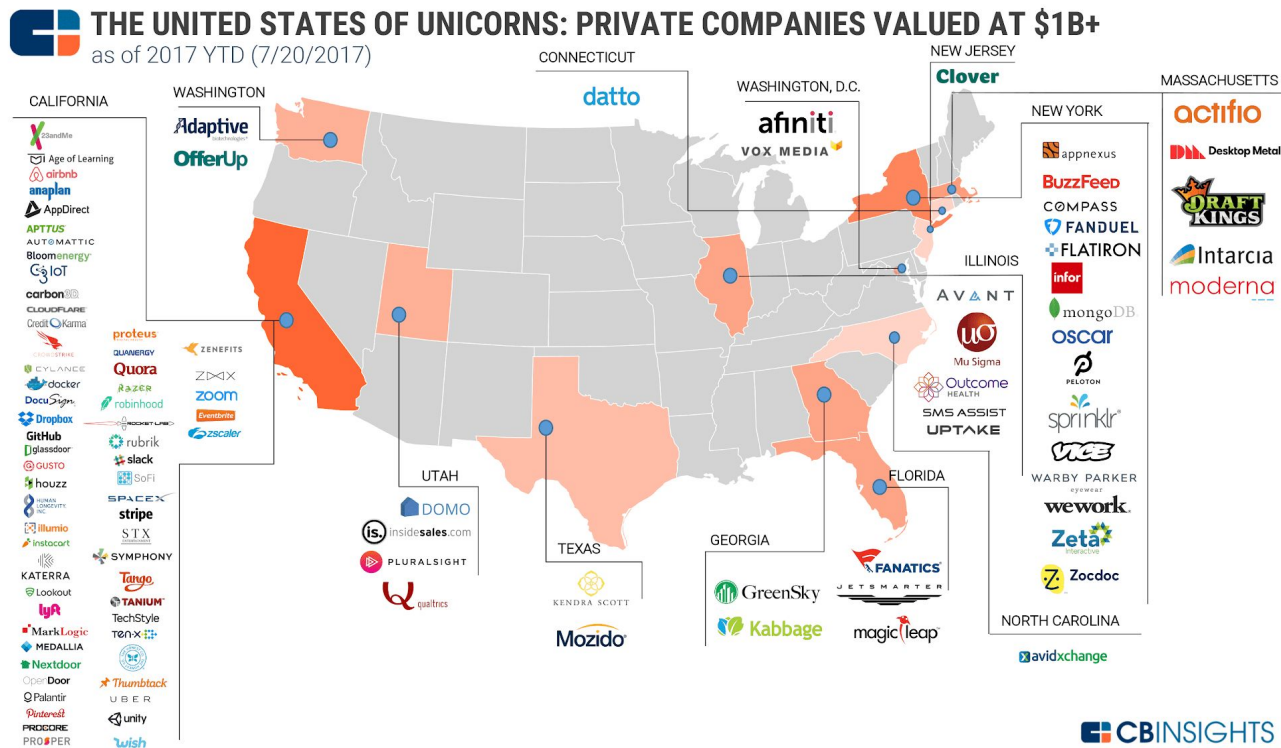 THE UNITED STATES OF UNICORNS: PRIVATE COMPANIES VALUED AT $1B+
as of 2017 YTD (7/20/2017)
CALIFORNIA
23andMe
Age of Learning
airbnb
anaplan
AppDirect
APTTUS
AUTOMATTIC
Bloomenergy
C3 IoT
carbon3D
CLOUDFLARE
Credit Karma
CROWDSTRIKE
CYLANCE
docker
DocuSign
Dropbox
GitHub
glassdoor
GUSTO
houzz
HUMAN
LONGEVITY
INC
illumio
instacart
KATERRA
Lookout
lyft
MarkLogic
MEDALLIA
Nextdoor
OpenDoor
Palantir
Pinterest
PROCORE
PROSPER
proteus
QUANERGY
Quora
RAZER
robinhood
ROCKET LAB
rubrik
slack
SoFi
SPACEX
stripe
STX
ENTERTAINMENT
SYMPHONY
Tango
TANIUM
TechStyle
TEN-X
Thumbtack
UBER
unity
wish
ZENEFITS
ZOOX
zoom
Eventbrite
zscaler
WASHINGTON
Adaptive
biotechnologies
OfferUp
UTAH
DOMO
is.
insidesales.com
PLURALSIGHT
Q
qualtrics
TEXAS
KENDRA SCOTT
Mozido
CONNECTICUT
datto
WASHINGTON, D.C.
afiniti
VOX MEDIA
NEW JERSEY
Clover
MASSACHUSETTS
actifio
DM Desktop Metal
DRAFT
KINGS
Intarcia
moderna
NEW YORK
appnexus
BuzzFeed
COMPASS
FANDUEL
FLATIRON
infor
mongoDB
oscar
PELOTON
sprinklr
VICE
WARBY PARKER
eyewear
wework
Zeta
Interactive
Zocdoc
ILLINOIS
AVANT
μσ
Mu Sigma
Outcome
HEALTH
SMS ASSIST
UPTAKE
GEORGIA
GreenSky
Kabbage
FLORIDA
FANATICS
JETSMARTER
magic leap
NORTH CAROLINA
avidxchange
CBINSIGHTS